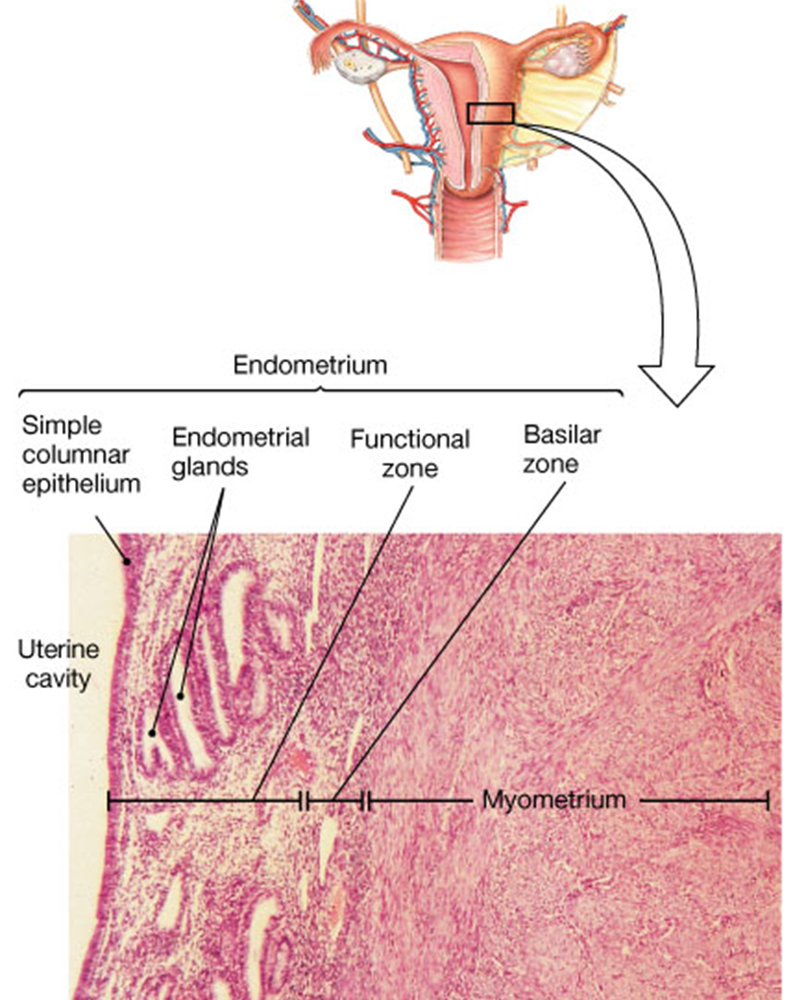 Endometrium
Simple
columnar
epithelium
Endometrial
glands
Functional
zone
Basilar
zone
Uterine
cavity
Myometrium